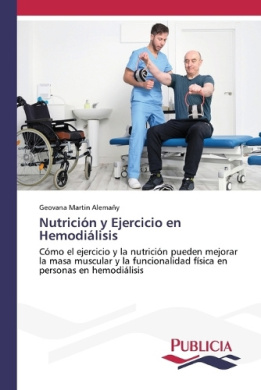 Geovana Martin Alemañy
Nutrición y Ejercicio en
Hemodiálisis
Cómo el ejercicio y la nutrición pueden mejorar
la masa muscular y la funcionalidad física en
personas en hemodiálisis
PUBLICIA